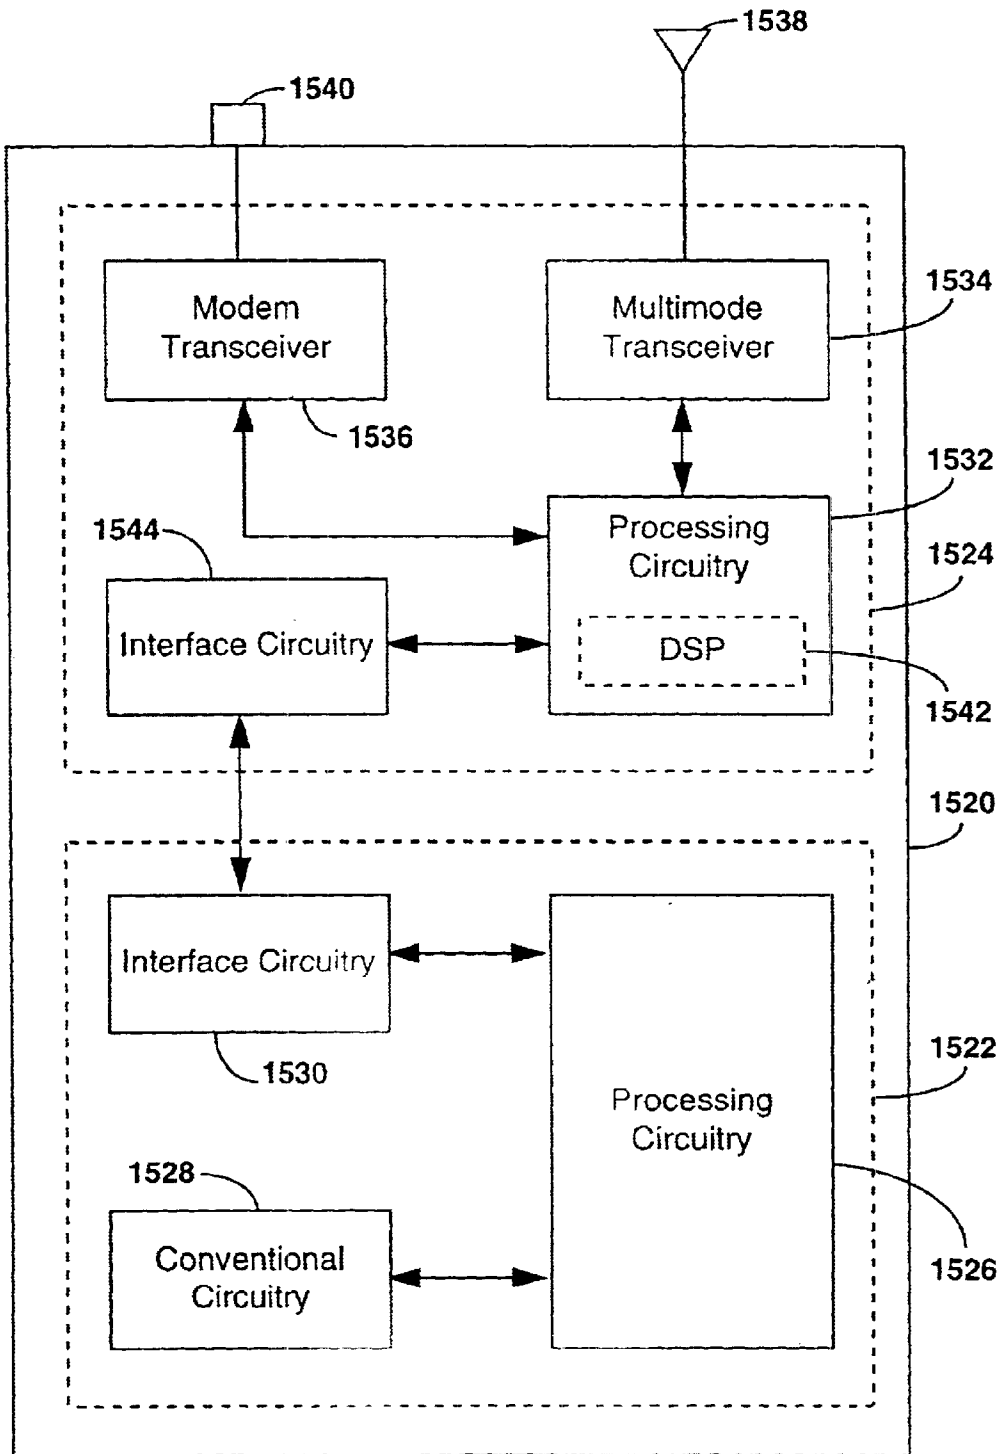 1538
1540
Modem
Transceiver
Multimode
Transceiver
1534
1536
1532
1544
Processing
Circuitry
1524
Interface Circuitry
DSP
1542
1520
Interface Circuitry
1522
1530
Processing
Circuitry
1528
Conventional
Circuitry
1526